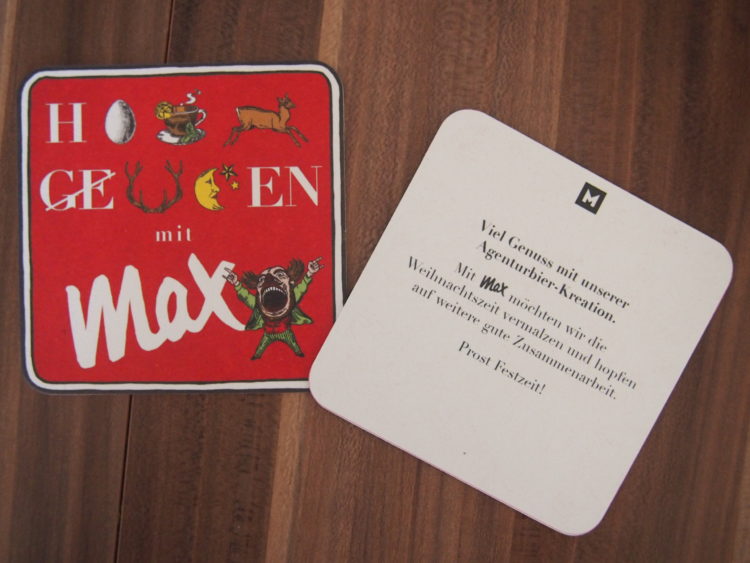 H
GE EN
mit
Max
M
Viel Genuss mit unserer
Agenturbier-Kreation.
Mit Max möchten wir die
Weihnachtszeit vermalzen und hopfen
auf weitere gute Zusammenarbeit.
Prost Festzeit!